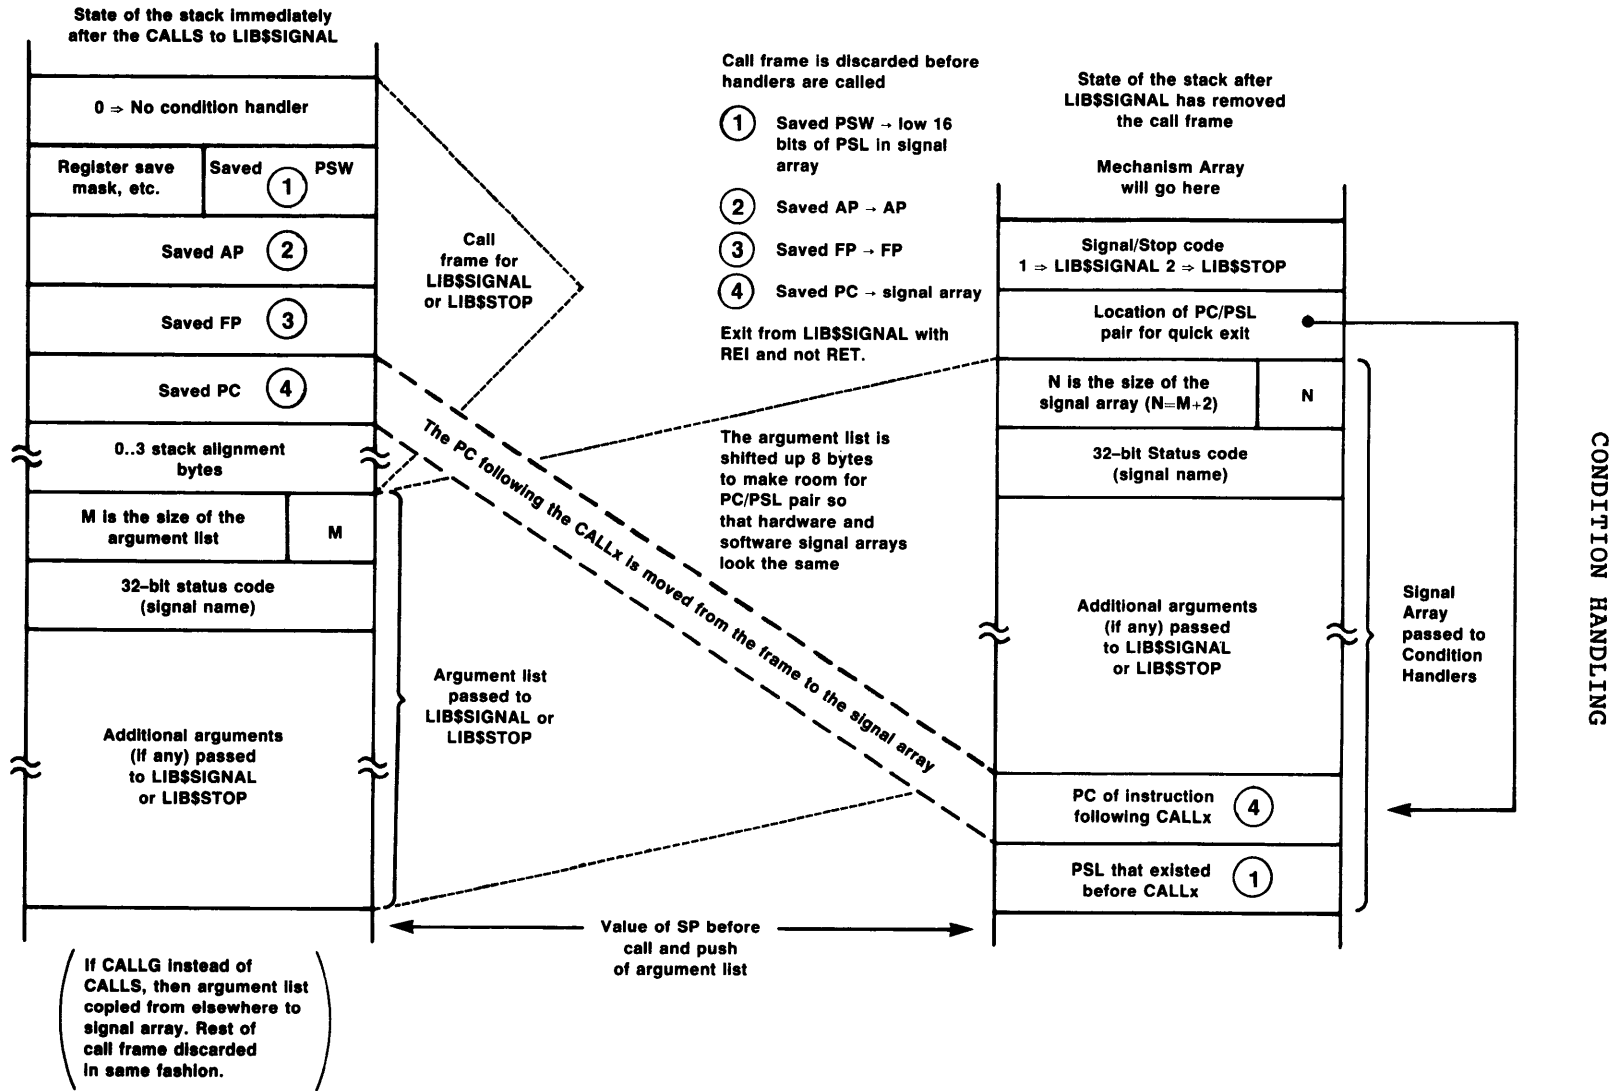 State of the stack immediately
after the CALLS to LIB$SIGNAL
0 ⇒ No condition handler
Register save
mask, etc.
Saved 1 PSW
Saved AP 2
Saved FP 3
Saved PC 4
0..3 stack alignment
bytes
M is the size of the
argument list
M
32-bit status code
(signal name)
Additional arguments
(if any) passed
to LIB$SIGNAL
or LIB$STOP
If CALLG instead of
CALLS, then argument list
copied from elsewhere to
signal array. Rest of
call frame discarded
in same fashion.
Call
frame for
LIB$SIGNAL
or LIB$STOP
The PC following the CALLx is moved from the frame to the signal array
Argument list
passed to
LIB$SIGNAL or
LIB$STOP
Value of SP before
call and push
of argument list
Call frame is discarded before
handlers are called
1 Saved PSW → low 16
bits of PSL in signal
array
2 Saved AP → AP
3 Saved FP → FP
4 Saved PC → signal array
Exit from LIB$SIGNAL with
REI and not RET.
The argument list is
shifted up 8 bytes
to make room for
PC/PSL pair so
that hardware and
software signal arrays
look the same
State of the stack after
LIB$SIGNAL has removed
the call frame
Mechanism Array
will go here
Signal/Stop code
1 ⇒ LIB$SIGNAL 2 ⇒ LIB$STOP
Location of PC/PSL
pair for quick exit
N is the size of the
signal array (N=M+2)
N
32-bit Status code
(signal name)
Additional arguments
(if any) passed
to LIB$SIGNAL
or LIB$STOP
PC of instruction
following CALLx
4
PSL that existed
before CALLx
1
Signal
Array
passed to
Condition
Handlers
CONDITION HANDLING